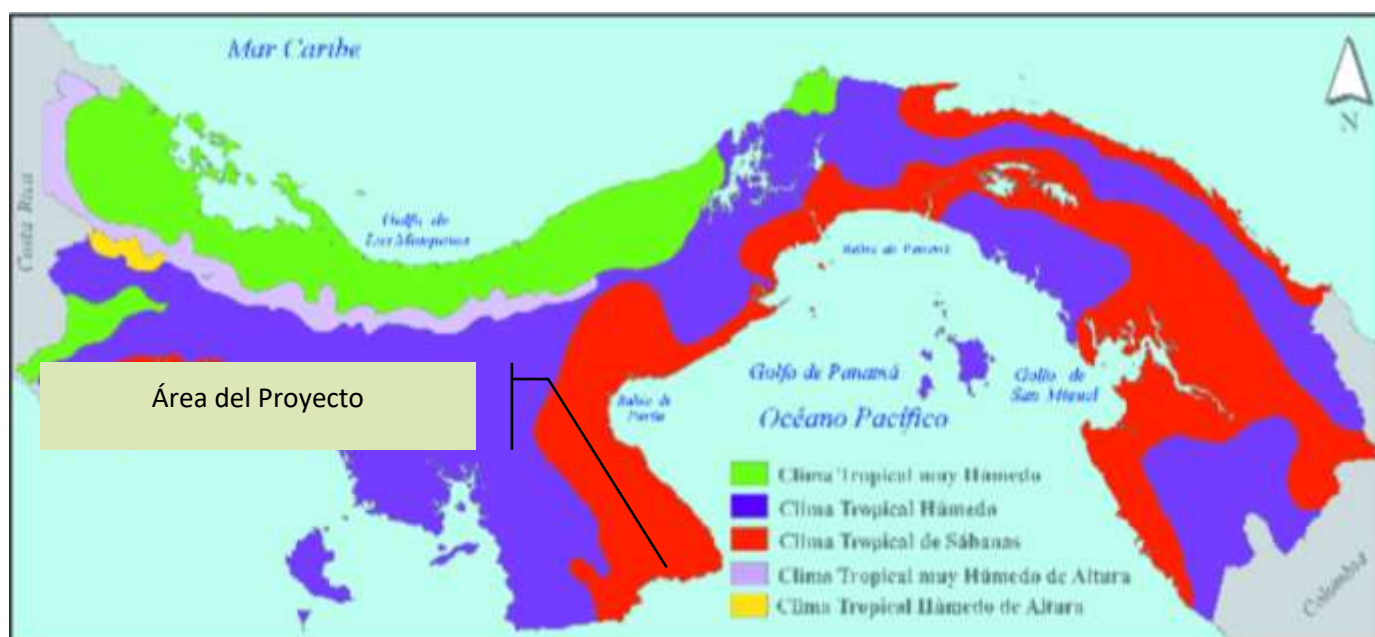 Mar Caribe
Costa Rica
Golfo de
Los Mosquitos
Bahía de Panamá
Área del Proyecto
Golfo de Panamá
Golfo de
San Miguel
Bahía de
Parita
Océano Pacífico
Clima Tropical muy Húmedo
Clima Tropical Húmedo
Clima Tropical de Sábanas
Clima Tropical muy Húmedo de Altura
Clima Tropical Húmedo de Altura
Columbia
N